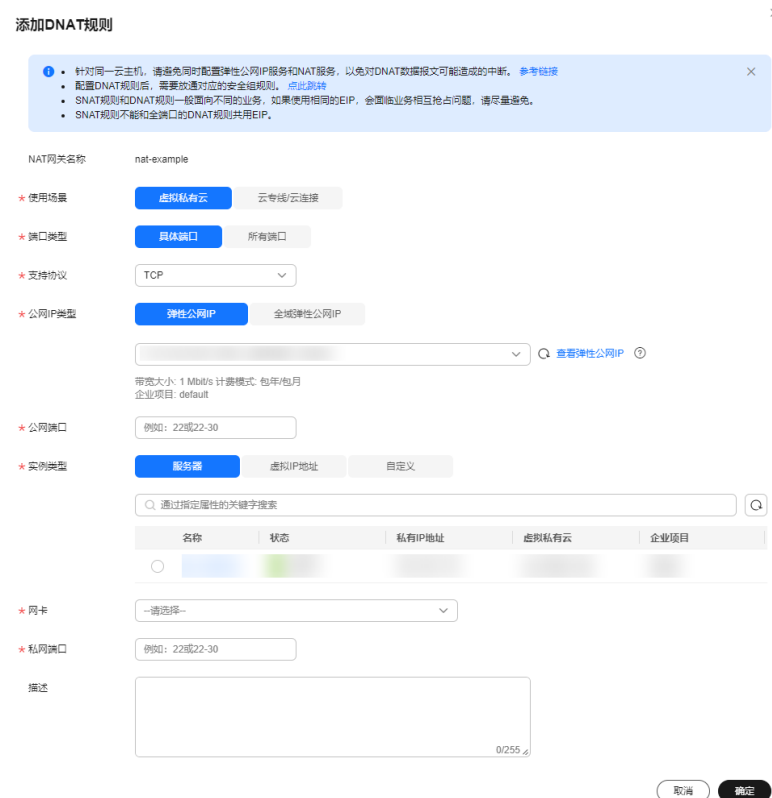 添加DNAT规则
针对同一云主机，请避免同时配置弹性公网IP服务和NAT服务，以免对DNAT数据报文可能造成的中断。 参考链接
配置DNAT规则后，需要放通对应的安全组规则。 点此跳转
SNAT规则和DNAT规则一般面向不同的业务，如果使用相同的EIP，会面临业务相互抢占问题，请尽量避免。
SNAT规则不能和全端口的DNAT规则共用EIP。
NAT网关名称 nat-example
* 使用场景 虚拟私有云 云专线/云连接
* 端口类型 具体端口 所有端口
* 支持协议 TCP
* 公网IP类型 弹性公网IP 全域弹性公网IP
查看弹性公网IP
带宽大小: 1 Mbit/s 计费模式: 包年/包月
企业项目: default
* 公网端口 例如：22或22-30
* 实例类型 服务器 虚拟IP地址 自定义
通过指定属性的关键字搜索
名称 状态 私有IP地址 虚拟私有云 企业项目
* 网卡 --请选择--
* 私网端口 例如：22或22-30
描述
0/255
取消 确定